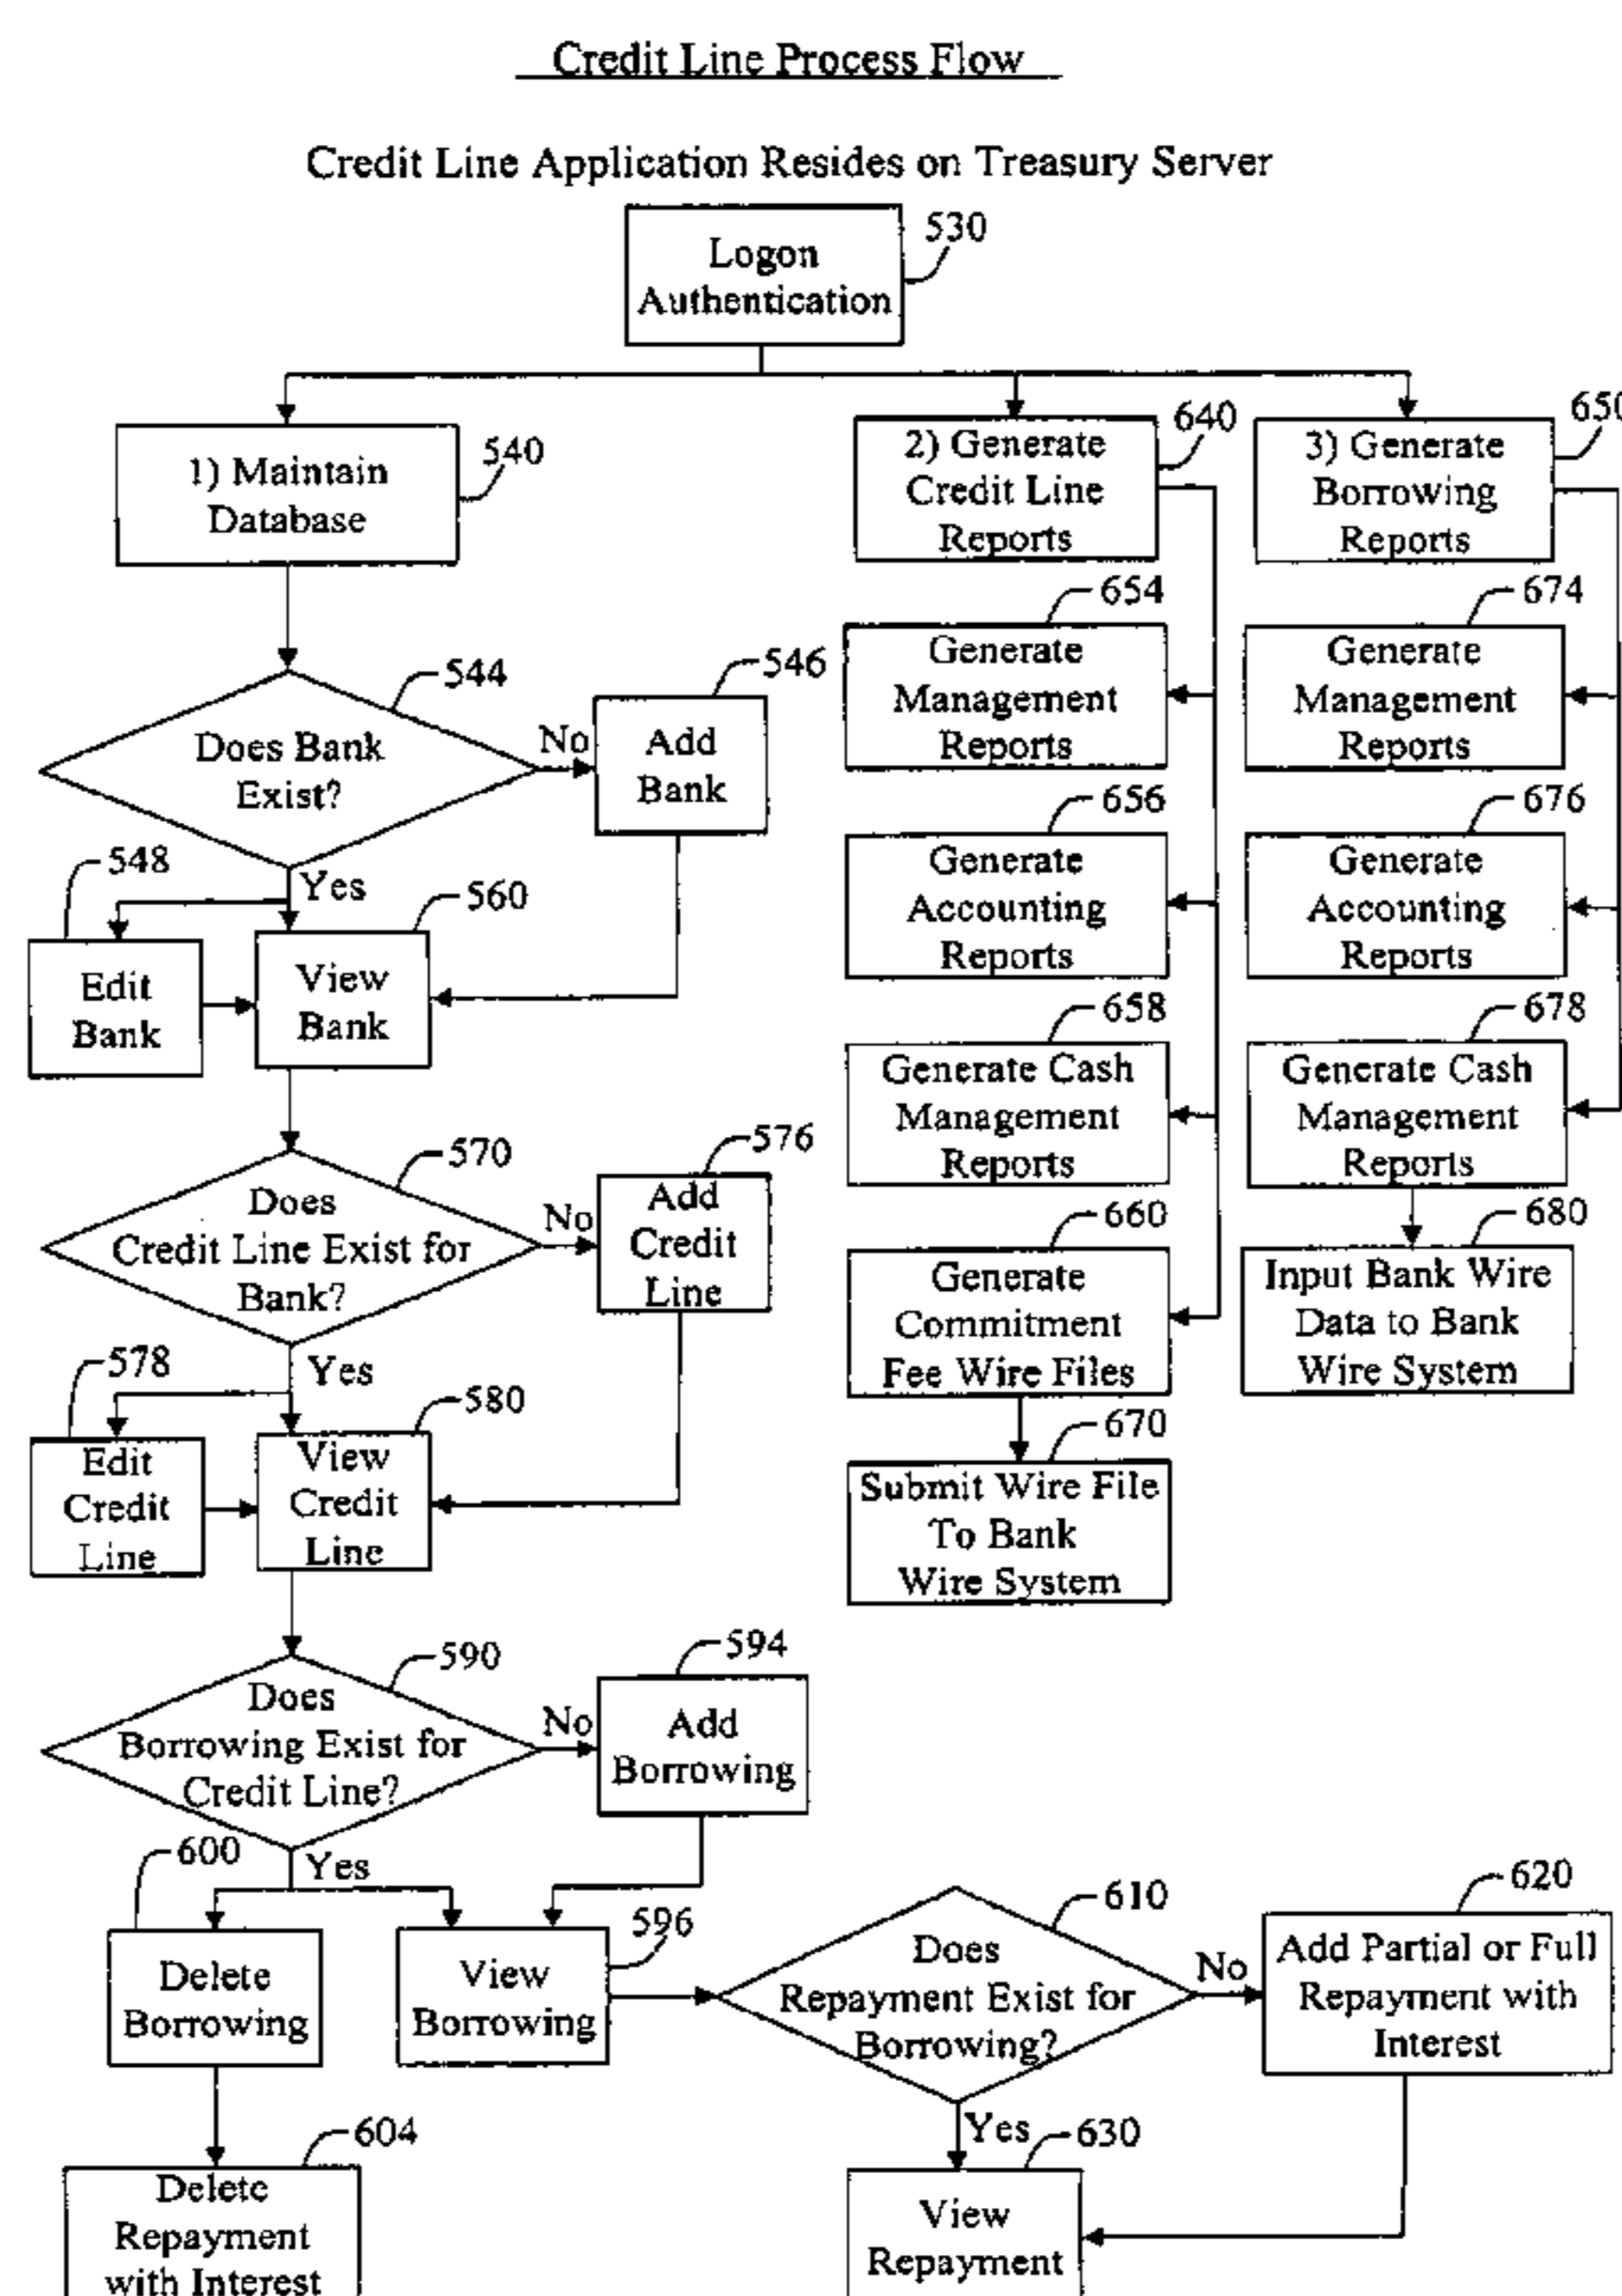 Credit Line Process Flow
Credit Line Application Resides on Treasury Server
530
Logon
Authentication
540
1) Maintain
Database
640
2) Generate
Credit Line
Reports
650
3) Generate
Borrowing
Reports
544
Does Bank
Exist?
No
546
Add
Bank
654
Generate
Management
Reports
674
Generate
Management
Reports
548
Yes
560
Edit
Bank
View
Bank
656
Generate
Accounting
Reports
676
Generate
Accounting
Reports
658
Generate Cash
Management
Reports
678
Generate Cash
Management
Reports
570
Does
Credit Line Exist for
Bank?
No
576
Add
Credit
Line
660
Generate
Commitment
Fee Wire Files
680
Input Bank Wire
Data to Bank
Wire System
578
Yes
580
Edit
Credit
Line
View
Credit
Line
670
Submit Wire File
To Bank
Wire System
590
Does
Borrowing Exist for
Credit Line?
No
594
Add
Borrowing
600
Yes
Delete
Borrowing
596
View
Borrowing
610
Does
Repayment Exist for
Borrowing?
No
620
Add Partial or Full
Repayment with
Interest
604
Delete
Repayment
with Interest
Yes
630
View
Repayment